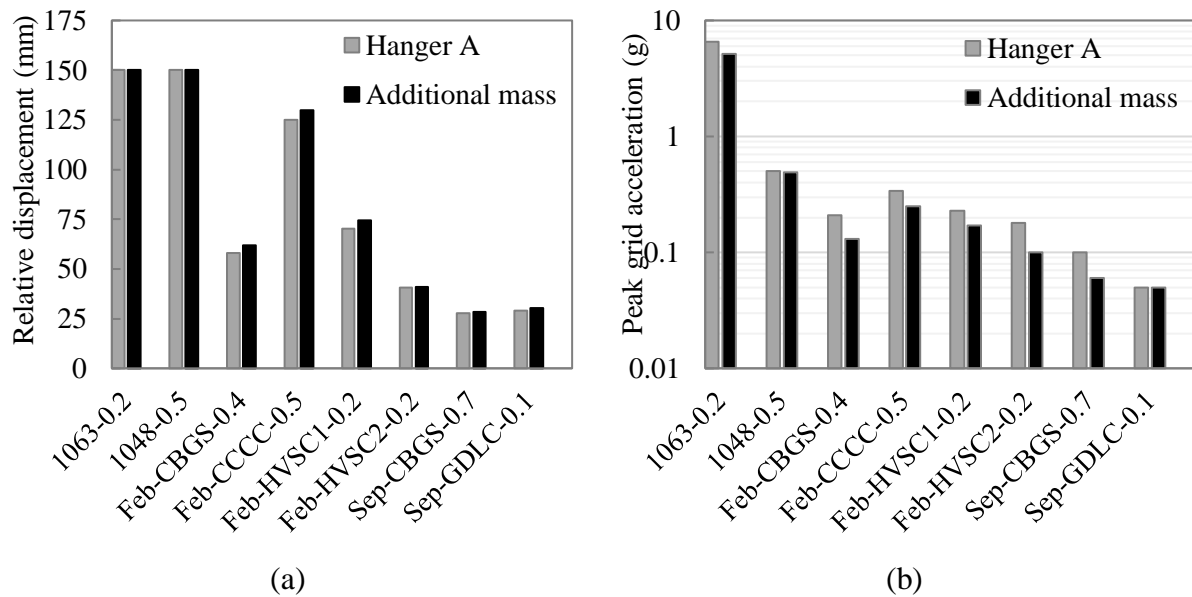 Relative displacement (mm)
175
150
125
100
75
50
25
0
Hanger A
Additional mass
1063-0.2
1048-0.5
Feb-CBGS-0.4
Feb-CCCC-0.5
Feb-HVSC1-0.2
Feb-HVSC2-0.2
Sep-CBGS-0.7
Sep-GDLC-0.1
(a)
Peak grid acceleration (g)
10
1
0.1
0.01
Hanger A
Additional mass
1063-0.2
1048-0.5
Feb-CBGS-0.4
Feb-CCCC-0.5
Feb-HVSC1-0.2
Feb-HVSC2-0.2
Sep-CBGS-0.7
Sep-GDLC-0.1
(b)